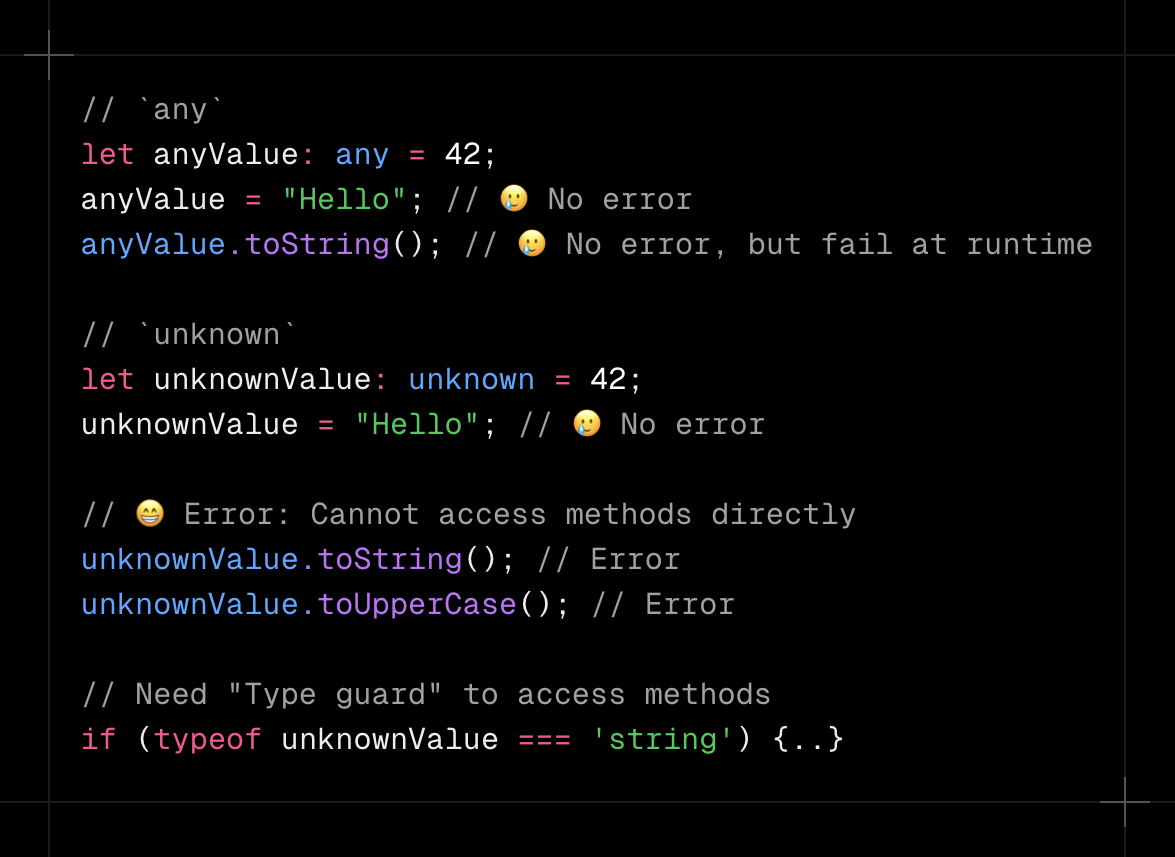 // `any`
let anyValue: any = 42;
anyValue = "Hello"; // 🥲 No error
anyValue.toString(); // 🥲 No error, but fail at runtime
// `unknown`
let unknownValue: unknown = 42;
unknownValue = "Hello"; // 🥲 No error
// 😁 Error: Cannot access methods directly
unknownValue.toString(); // Error
unknownValue.toUpperCase(); // Error
// Need "Type guard" to access methods
if (typeof unknownValue === 'string') {..}